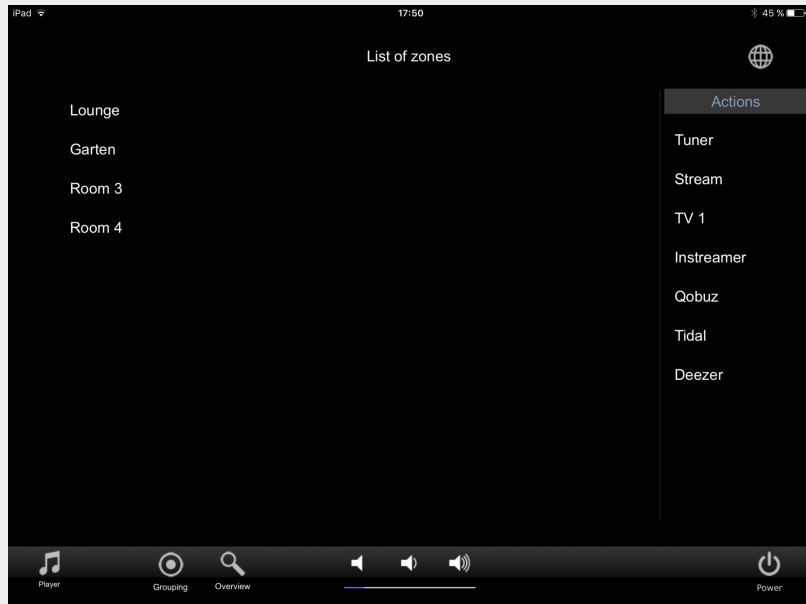 iPad 17:50 45 %
List of zones
Lounge
Garten
Room 3
Room 4
Actions
Tuner
Stream
TV 1
Instreamer
Qobuz
Tidal
Deezer
Player Grouping Overview Power